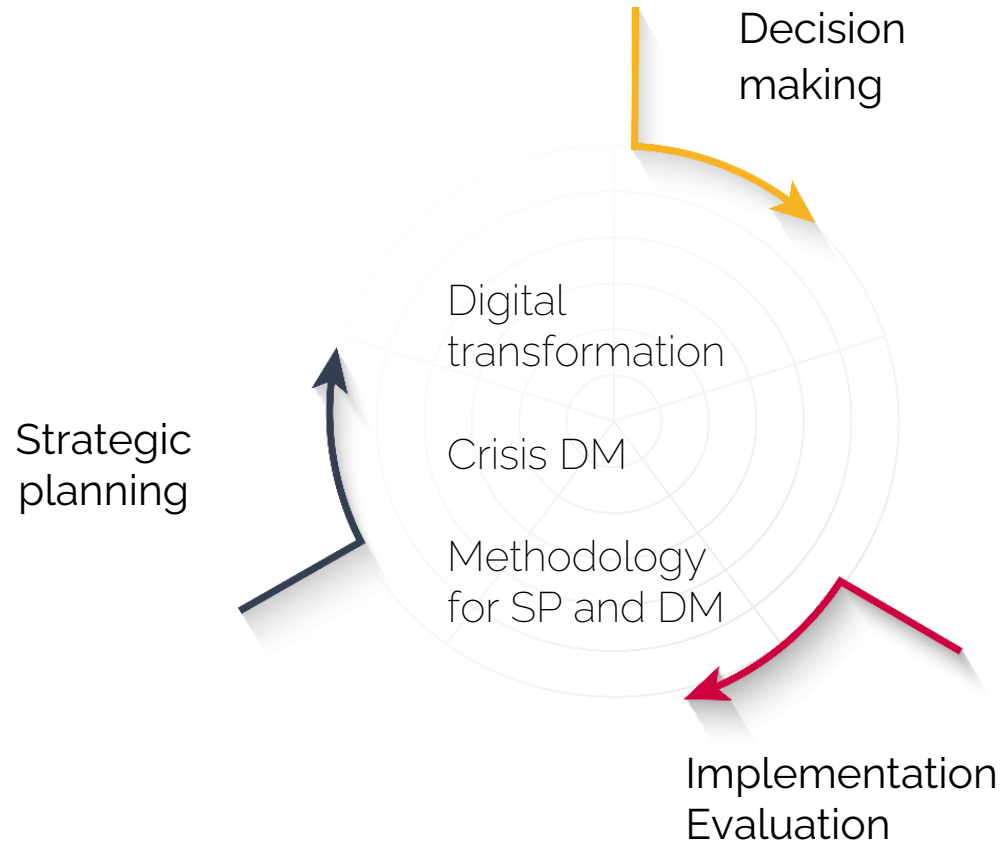 Decision
making
Digital
transformation
Strategic
planning
Crisis DM
Methodology
for SP and DM
Implementation
Evaluation